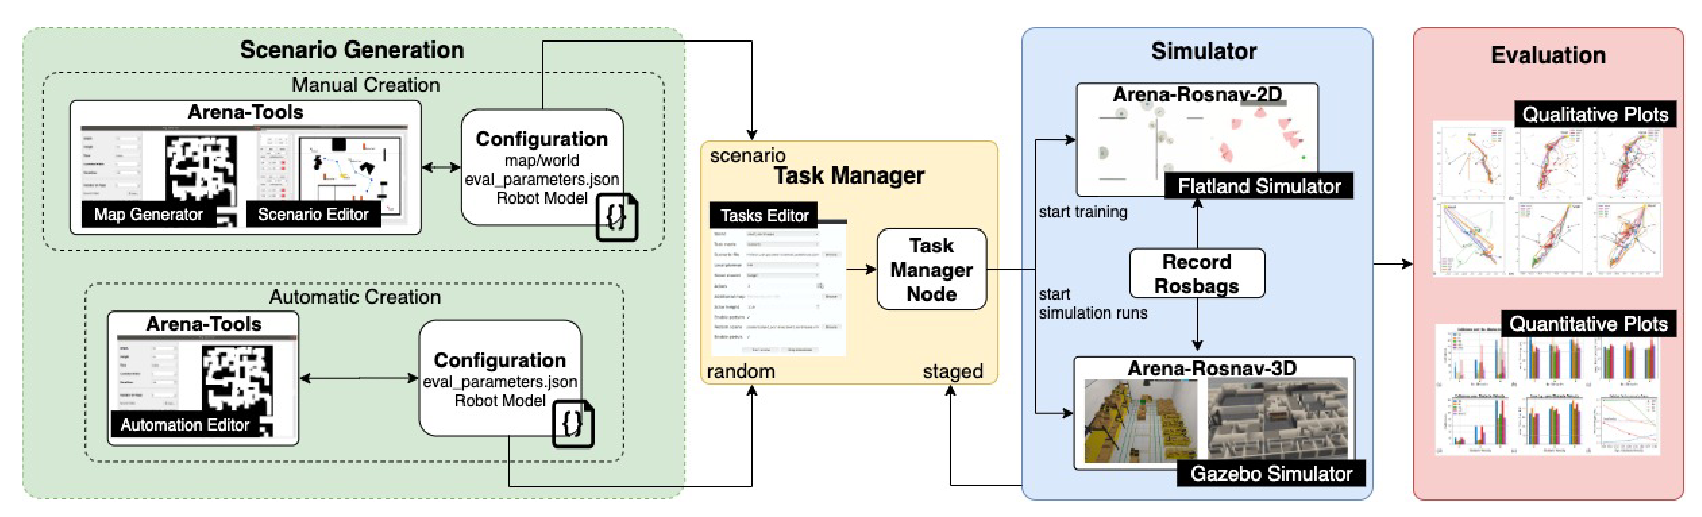 Scenario Generation
Manual Creation
Arena-Tools
Map Generator
Scenario Editor
Configuration
map/world
eval_parameters.json
Robot Model
{}
Automatic Creation
Arena-Tools
Automation Editor
Configuration
eval_parameters.json
Robot Model
{}
scenario
Task Manager
Tasks Editor
Task
Manager
Node
random
staged
Simulator
Arena-Rosnav-2D
Flatland Simulator
start training
Record
Rosbags
start
simulation runs
Arena-Rosnav-3D
Gazebo Simulator
Evaluation
Qualitative Plots
Quantitative Plots